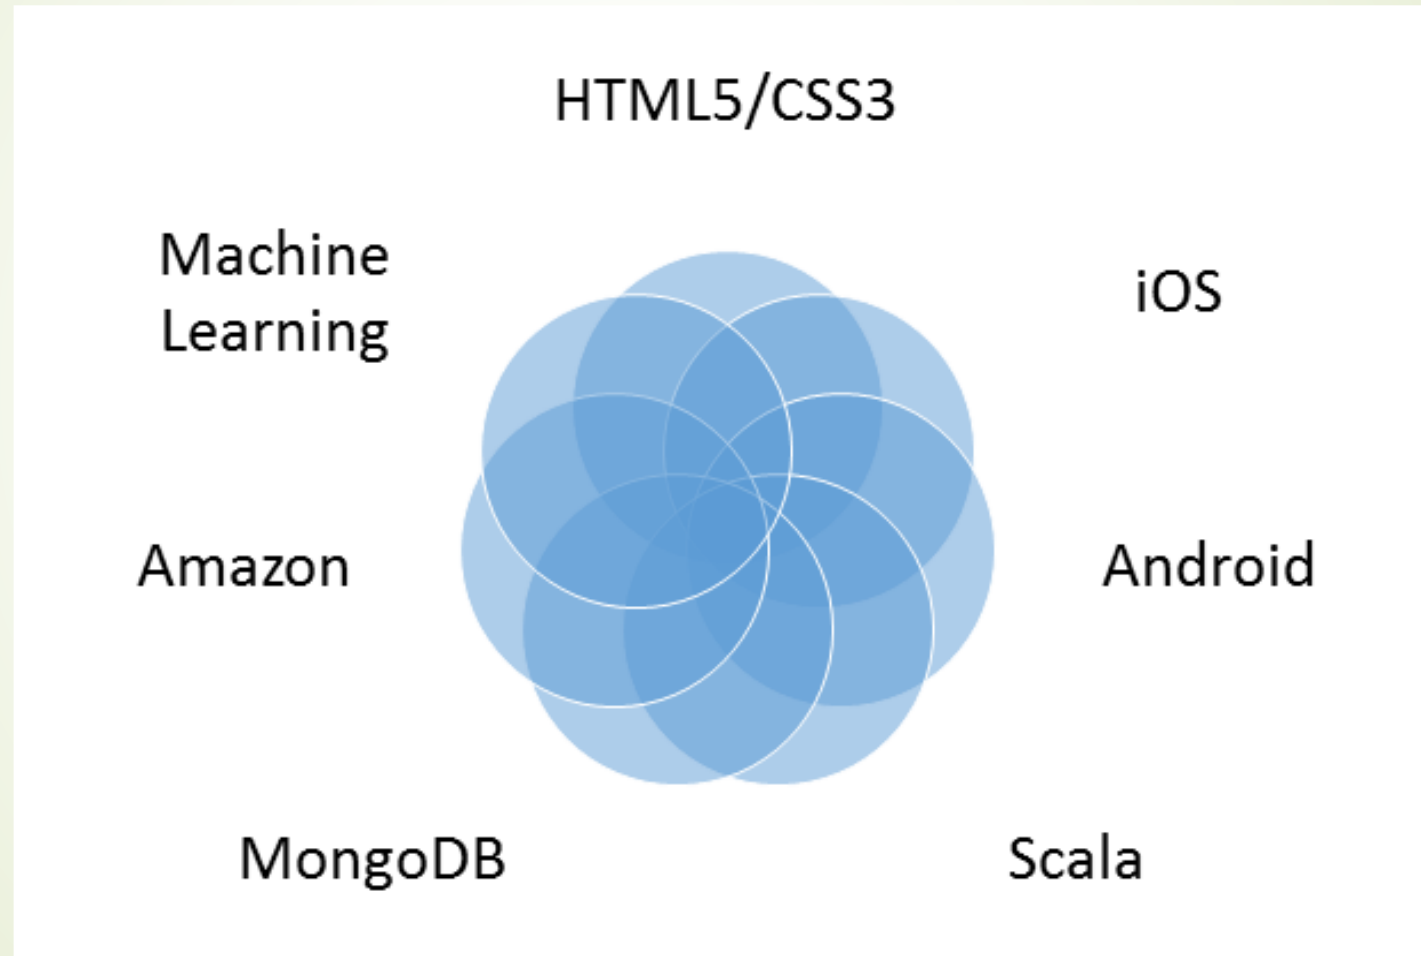 HTML5/CSS3
Machine
Learning
iOS
Amazon
Android
MongoDB
Scala